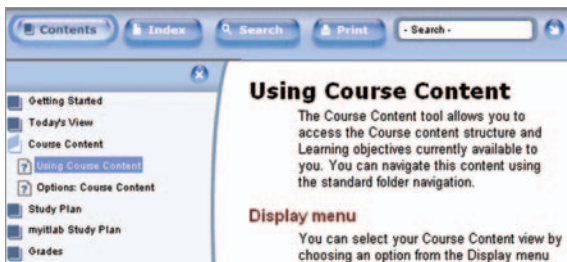 Contents
Index
Search
Print
- Search -
Getting Started
Today's View
Course Content
Using Course Content
Options: Course Content
Study Plan
myitlab Study Plan
Grades
Using Course Content
The Course Content tool allows you to
access the Course content structure and
Learning objectives currently available to
you. You can navigate this content using
the standard folder navigation.
Display menu
You can select your Course Content view by
choosing an option from the Display menu